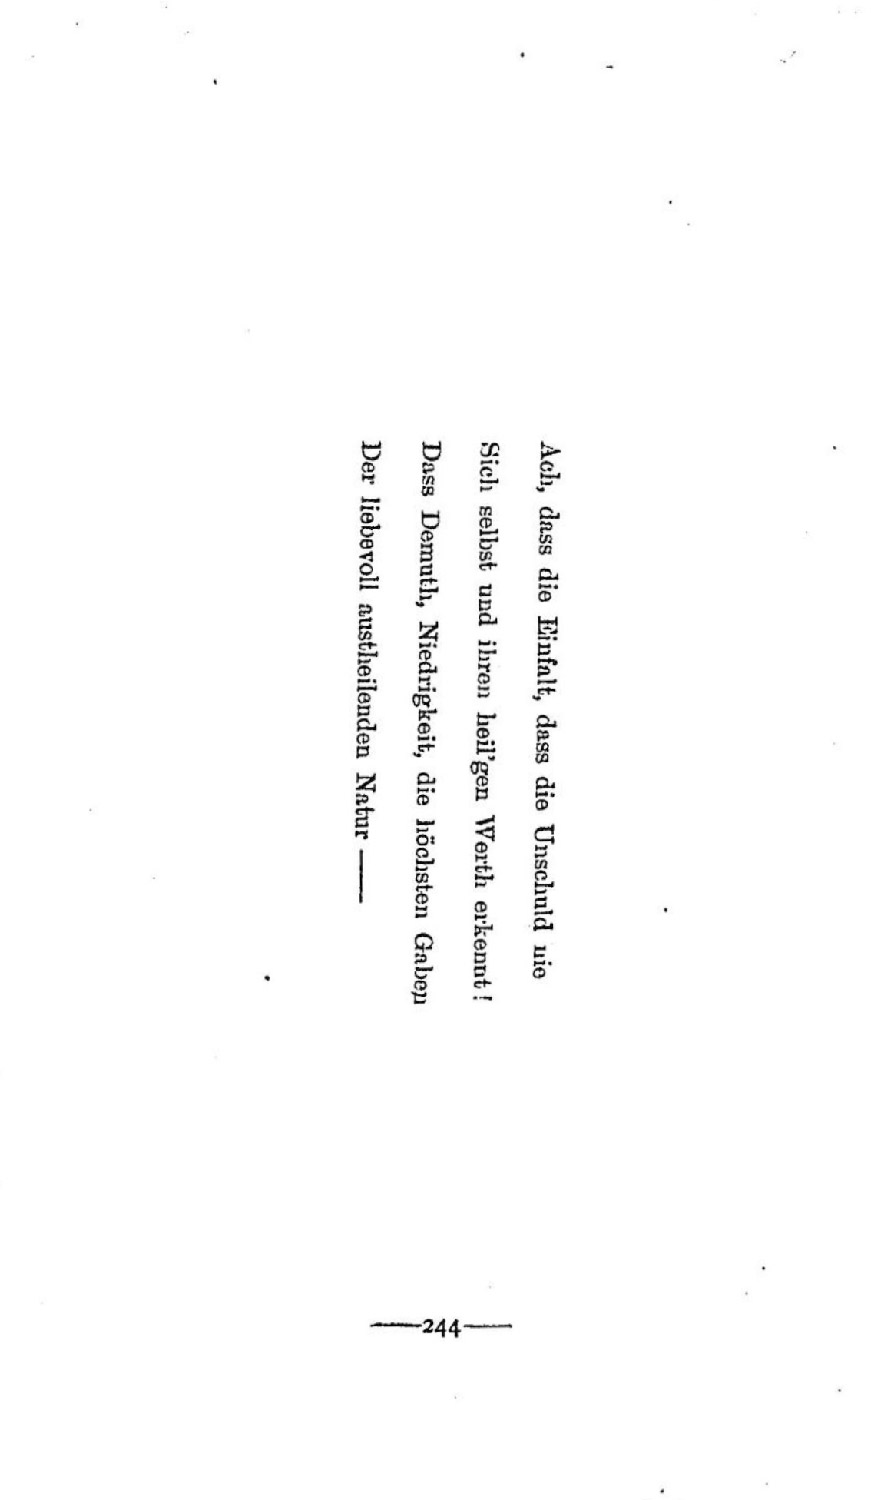 Ach, dass die Einfalt, dass die Unschuld nie
Sich selbst und ihren heil'gen Werth erkennt!
Dass Demuth, Niedrigkeit, die höchsten Gaben
Der liebevoll austheilenden Natur ——
——244——